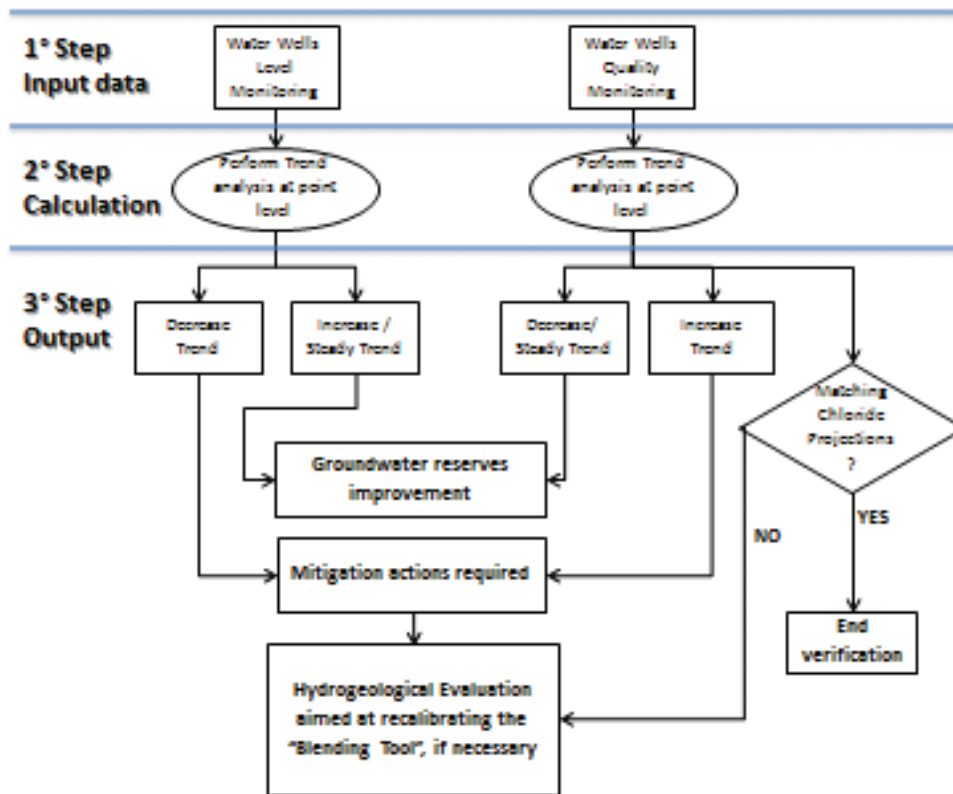 1° Step
Input data
Water Wells
Level
Monitoring
Water Wells
Quality
Monitoring
2° Step
Calculation
Perform Trend
analysis at point
level
Perform Trend
analysis at point
level
3° Step
Output
Decrease
Trend
Increase /
Steady Trend
Decrease/
Steady Trend
Increase
Trend
Matching
Chloride
Projections
?
Groundwater reserves
improvement
YES
NO
Mitigation actions required
End
verification
Hydrogeological Evaluation
aimed at recalibrating the
"Blending Tool", if necessary